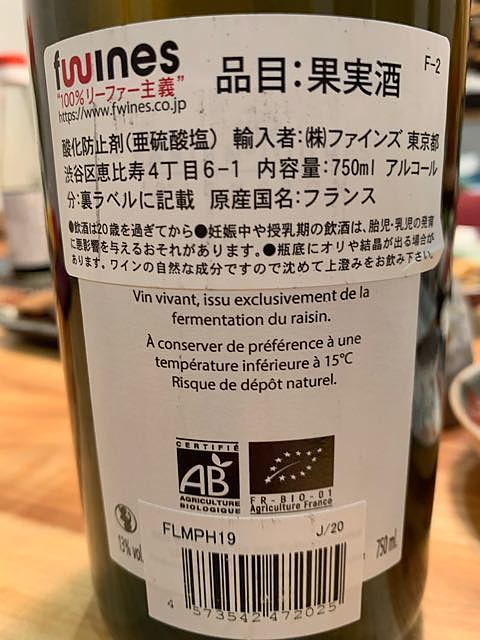 fwines
"100%リーファー主義"
https://www.fwines.co.jp
品目:果実酒
F-2
酸化防止剤(亜硫酸塩) 輸入者:㈱ファインズ 東京都
渋谷区恵比寿4丁目6-1 内容量:750ml アルコール
分:裏ラベルに記載 原産国名:フランス
●飲酒は20歳を過ぎてから●妊娠中や授乳期の飲酒は、胎児・乳児の発育
に悪影響を与えるおそれがあります。●瓶底にオリや結晶が出る場合が
あります。ワインの自然な成分ですので沈めて上澄みをお飲み下さい。
Vin vivant, issu exclusivement de la
fermentation du raisin.
À conserver de préférence à une
température inférieure à 15°C
Risque de dépôt naturel.
CERTIFIÉ
AB
AGRICULTURE
BIOLOGIQUE
FR-BIO-01
Agriculture France
13% vol.
750 ml
FLMPH19
J/20
4 573542 472025